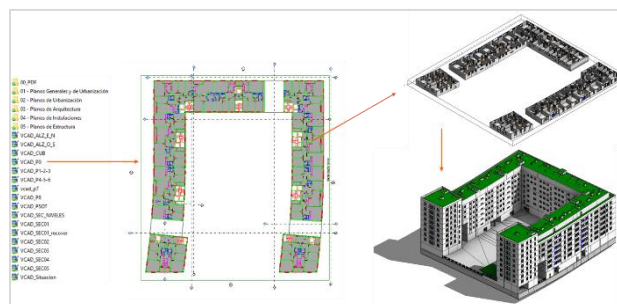 00_PDF
01 - Planos Generales y de Urbanización
02 - Planos de Urbanización
03 - Planos de Arquitectura
04 - Planos de Instalaciones
05 - Planos de Estructura
VCAD_ALZ_E_N
VCAD_ALZ_O_S
VCAD_CUB
VCAD_P0
VCAD_P1-2-3
VCAD_P4-5-6
vcad_p7
VCAD_P8
VCAD_PSOT
VCAD_SEC_NIVELES
VCAD_SEC01
VCAD_SEC01_recover
VCAD_SEC02
VCAD_SEC03
VCAD_SEC04
VCAD_SEC05
VCAD_Situacion